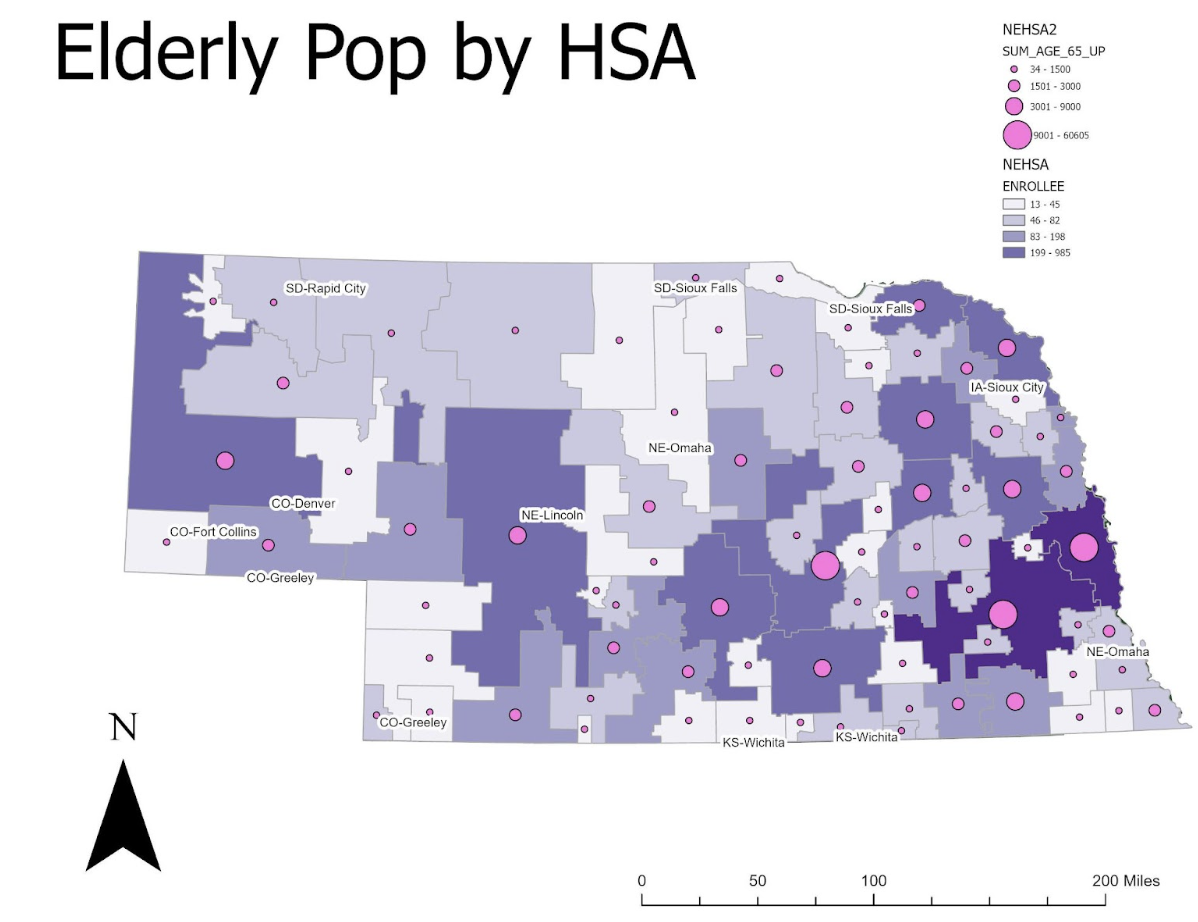 Elderly Pop by HSA
NEHSA2
SUM_AGE_65_UP
34 - 1500
1501 - 3000
3001 - 9000
9001 - 60605
NEHSA
ENROLLEE
13 - 45
46 - 82
83 - 198
199 - 985
SD-Rapid City
SD-Sioux Falls
SD-Sioux Falls
IA-Sioux City
NE-Omaha
CO-Denver
NE-Lincoln
CO-Fort Collins
CO-Greeley
NE-Omaha
CO-Greeley
KS-Wichita
KS-Wichita
N
0 50 100 200 Miles